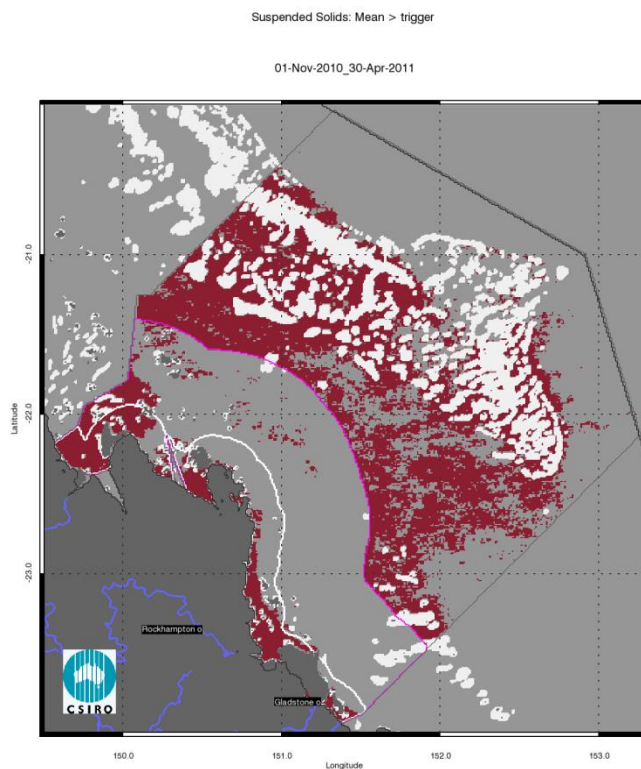 Suspended Solids: Mean > trigger
01-Nov-2010_30-Apr-2011
-21.0
-22.0
-23.0
Latitude
Rockhampton o
Gladstone o
CSIRO
150.0 151.0 152.0 153.0
Longitude